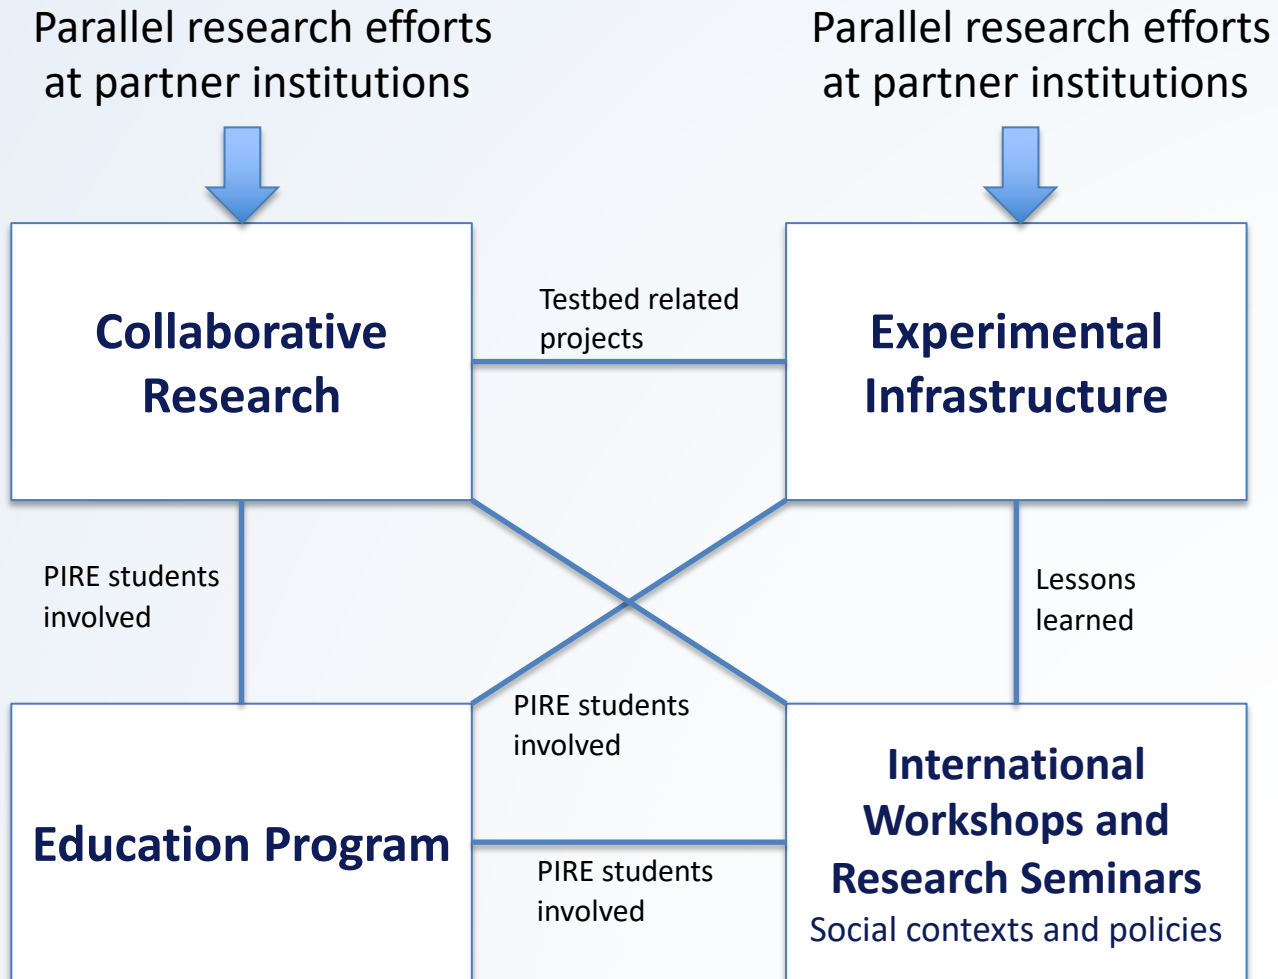 Parallel research efforts
at partner institutions
Parallel research efforts
at partner institutions
Collaborative
Research
Testbed related
projects
Experimental
Infrastructure
PIRE students
involved
Lessons
learned
PIRE students
involved
Education Program
PIRE students
involved
International
Workshops and
Research Seminars
Social contexts and policies